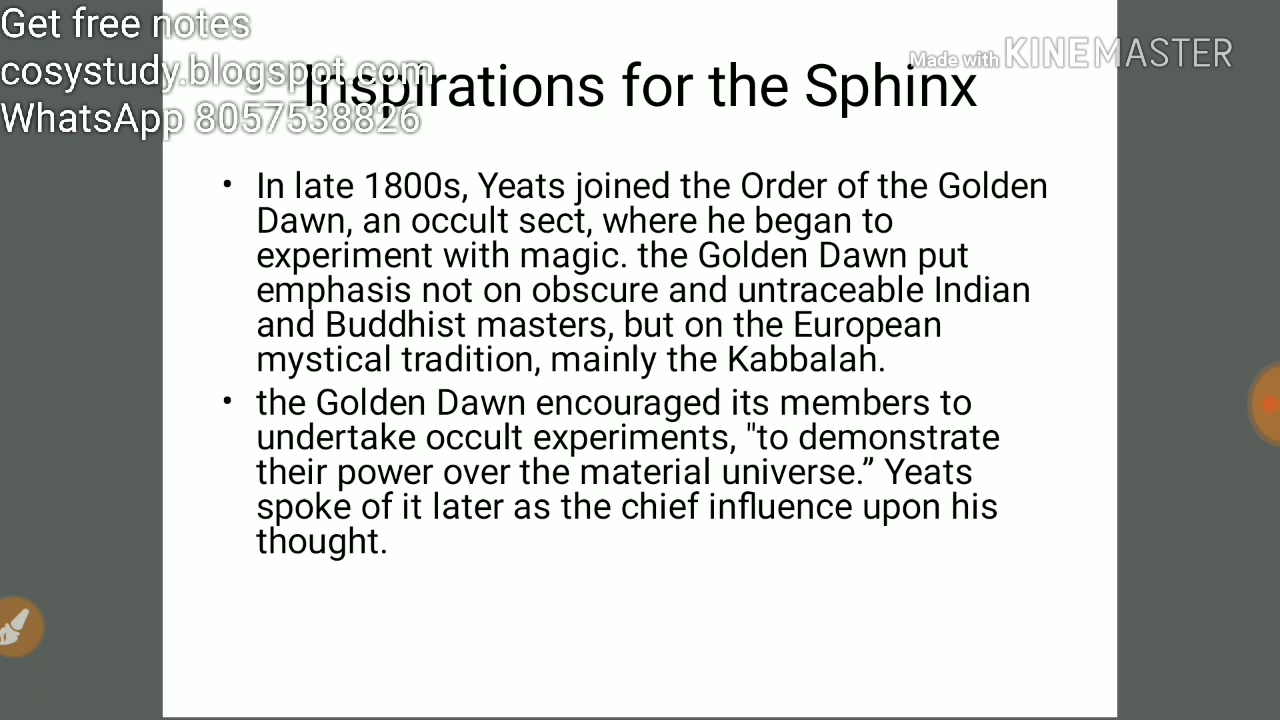 Get free notes
cosystudy.blogspot.com
WhatsApp 8057538826
Made with KINEMASTER
Inspirations for the Sphinx
• In late 1800s, Yeats joined the Order of the Golden
Dawn, an occult sect, where he began to
experiment with magic. the Golden Dawn put
emphasis not on obscure and untraceable Indian
and Buddhist masters, but on the European
mystical tradition, mainly the Kabbalah.
• the Golden Dawn encouraged its members to
undertake occult experiments, "to demonstrate
their power over the material universe.” Yeats
spoke of it later as the chief influence upon his
thought.